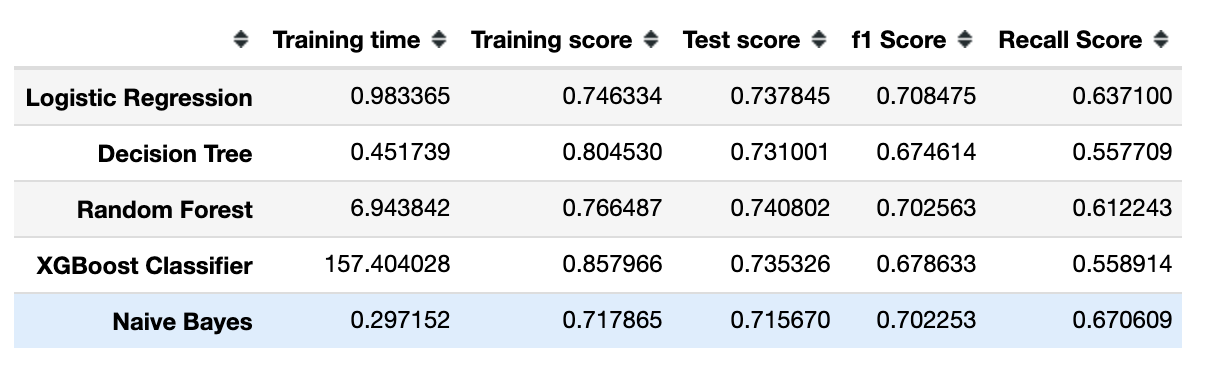 Training time Training score Test score f1 Score Recall Score
Logistic Regression 0.983365 0.746334 0.737845 0.708475 0.637100
Decision Tree 0.451739 0.804530 0.731001 0.674614 0.557709
Random Forest 6.943842 0.766487 0.740802 0.702563 0.612243
XGBoost Classifier 157.404028 0.857966 0.735326 0.678633 0.558914
Naive Bayes 0.297152 0.717865 0.715670 0.702253 0.670609